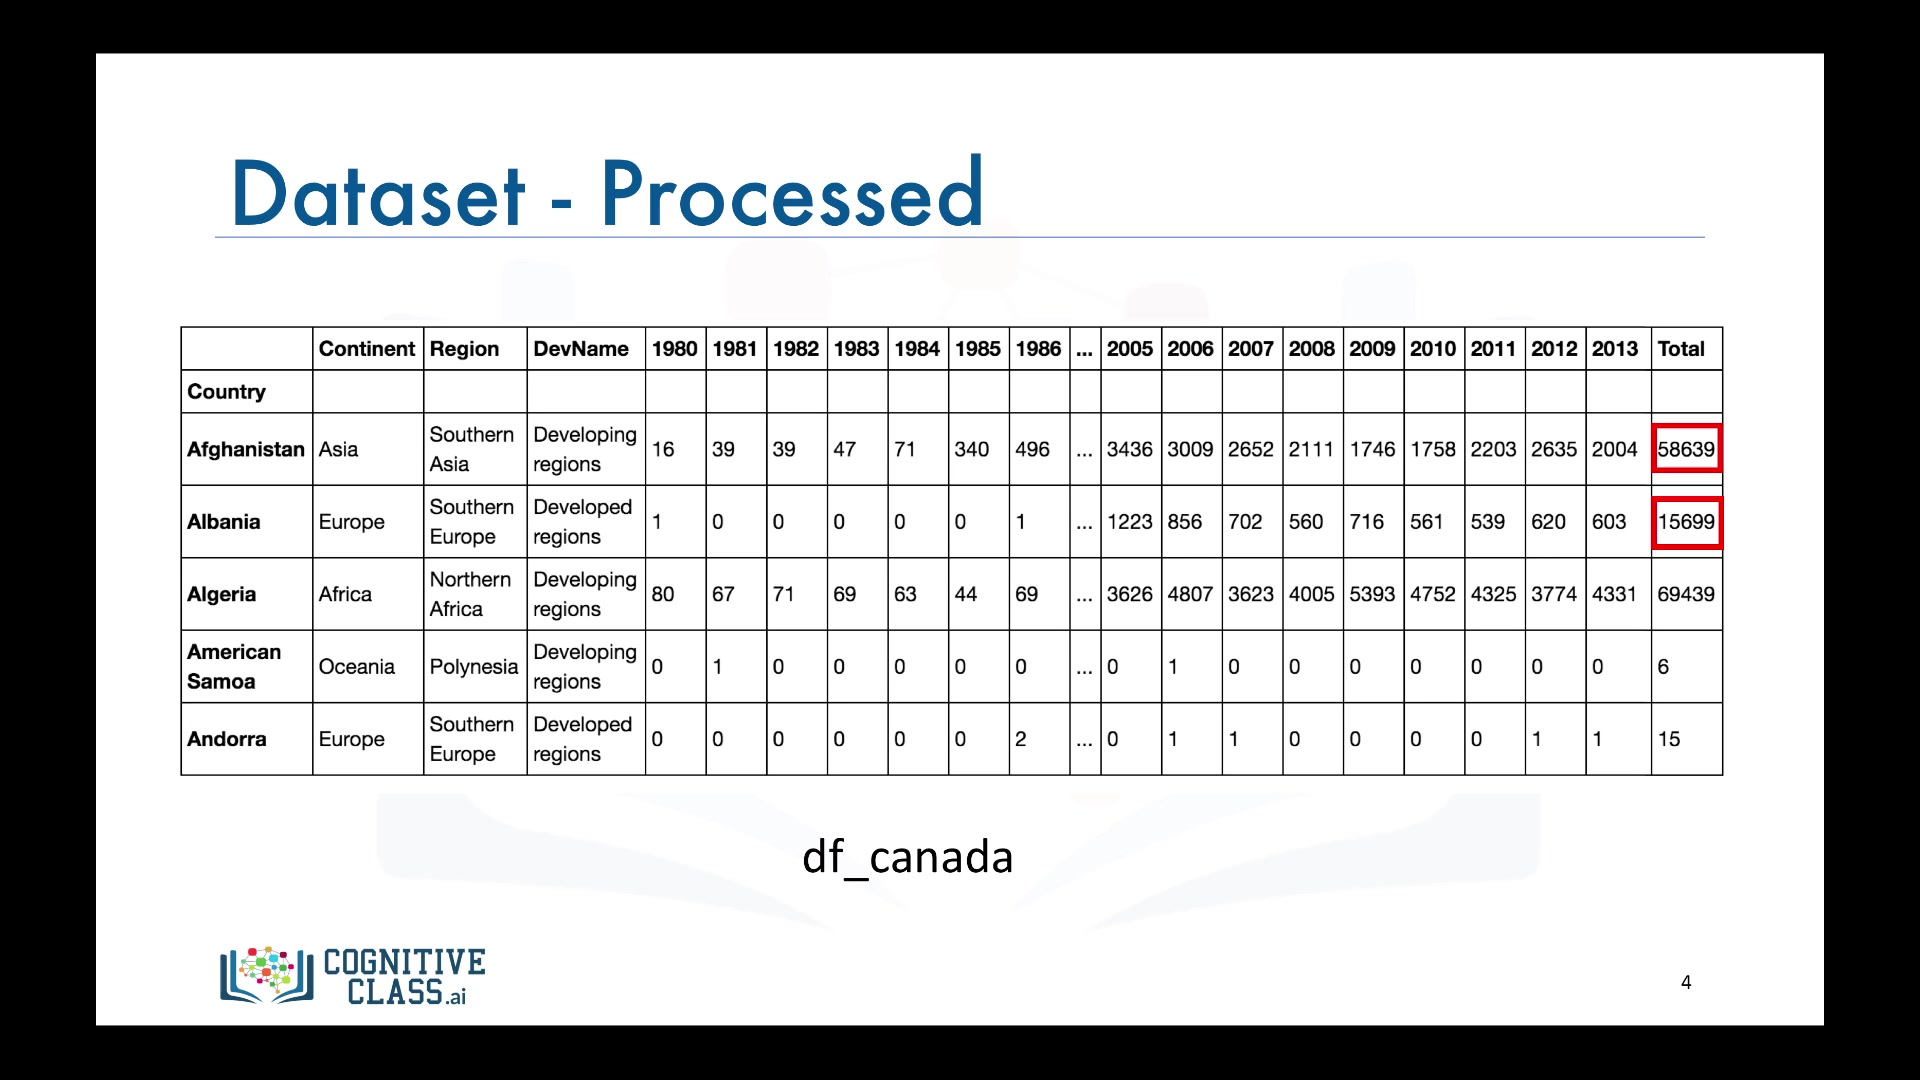 Dataset - Processed
Continent Region DevName 1980 1981 1982 1983 1984 1985 1986 ... 2005 2006 2007 2008 2009 2010 2011 2012 2013 Total
Country
Afghanistan Asia Southern Asia Developing regions 16 39 39 47 71 340 496 ... 3436 3009 2652 2111 1746 1758 2203 2635 2004 58639
Albania Europe Southern Europe Developed regions 1 0 0 0 0 0 1 ... 1223 856 702 560 716 561 539 620 603 15699
Algeria Africa Northern Africa Developing regions 80 67 71 69 63 44 69 ... 3626 4807 3623 4005 5393 4752 4325 3774 4331 69439
American Samoa Oceania Polynesia Developing regions 0 1 0 0 0 0 0 ... 0 1 0 0 0 0 0 0 0 6
Andorra Europe Southern Europe Developed regions 0 0 0 0 0 0 2 ... 0 1 1 0 0 0 0 1 1 15
df_canada
COGNITIVE
CLASS.ai
4